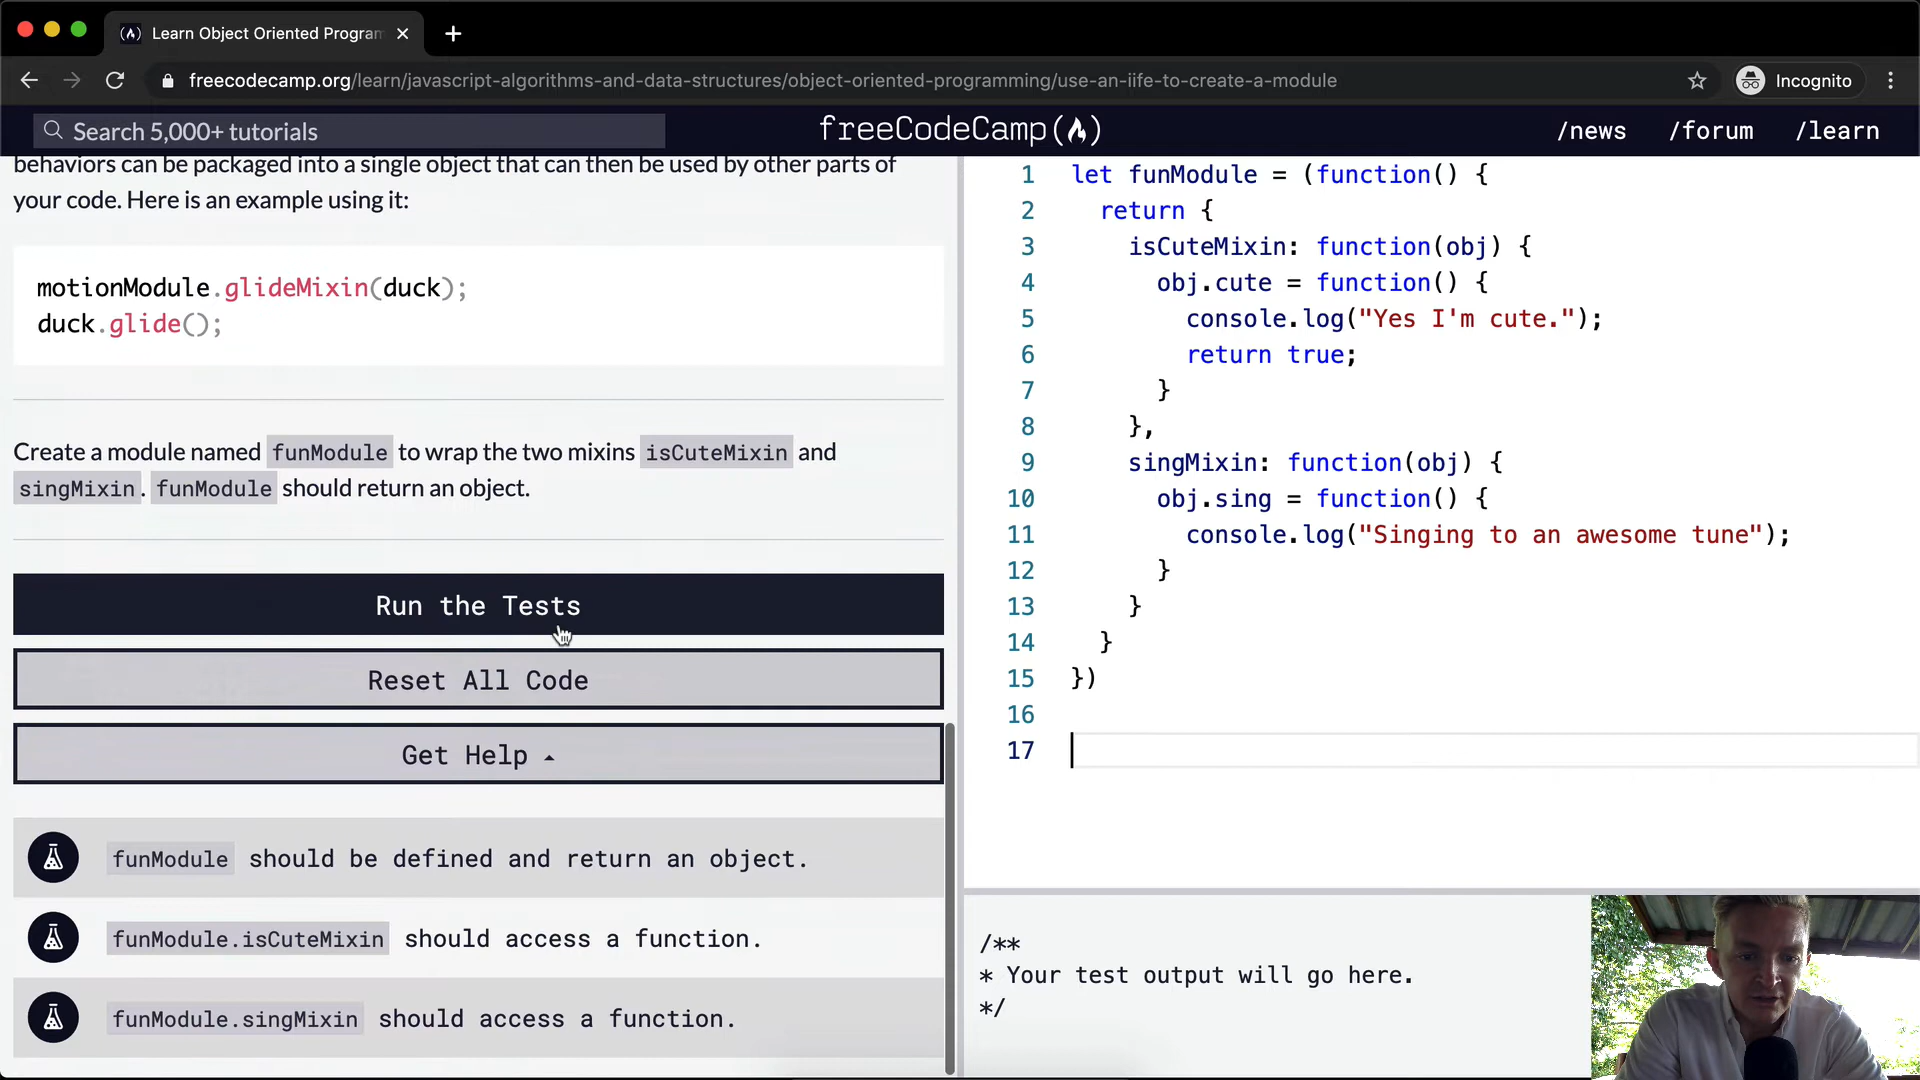 Learn Object Oriented Program
freecodecamp.org/learn/javascript-algorithms-and-data-structures/object-oriented-programming/use-an-iife-to-create-a-module
Incognito
Search 5,000+ tutorials
freeCodeCamp
/news
/forum
/learn
behaviors can be packaged into a single object that can then be used by other parts of
your code. Here is an example using it:
motionModule.glideMixin(duck);
duck.glide();
Create a module named funModule to wrap the two mixins isCuteMixin and
singMixin. funModule should return an object.
Run the Tests
Reset All Code
Get Help
funModule should be defined and return an object.
funModule.isCuteMixin should access a function.
funModule.singMixin should access a function.
1 let funModule = (function() {
2 return {
3 isCuteMixin: function(obj) {
4 obj.cute = function() {
5 console.log("Yes I'm cute.");
6 return true;
7 }
8 },
9 singMixin: function(obj) {
10 obj.sing = function() {
11 console.log("Singing to an awesome tune");
12 }
13 }
14 }
15 })
16
17
/**
* Your test output will go here.
*/